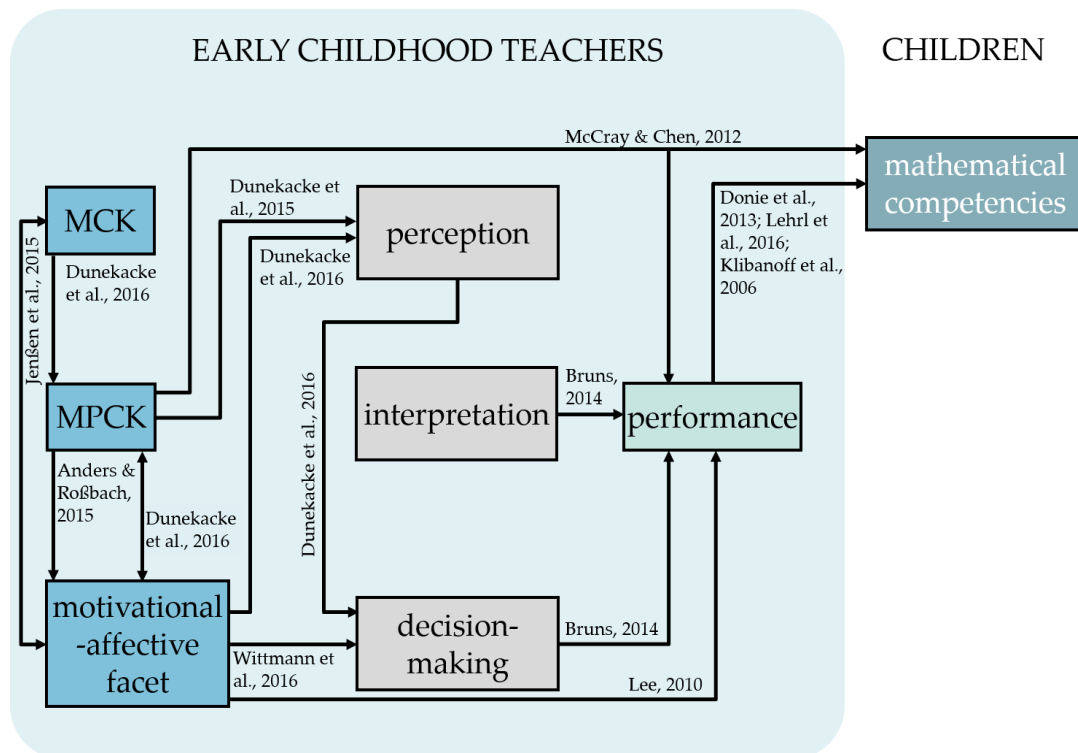 EARLY CHILDHOOD TEACHERS
CHILDREN
McCray & Chen, 2012
mathematical
competencies
Dunekacke et
al., 2015
perception
Donie et al.,
2013; Lehrl et
al., 2016;
Klibanoff et al.,
2006
MCK
Dunekacke
et al., 2016
Dunekacke
et al., 2016
Jenßen et al., 2015
MPCK
interpretation
Bruns,
2014
performance
Dunekacke et al., 2016
Anders &
Roßbach,
2015
Dunekacke
et al., 2016
motivational
-affective
facet
decision-
making
Bruns, 2014
Wittmann et
al., 2016
Lee, 2010